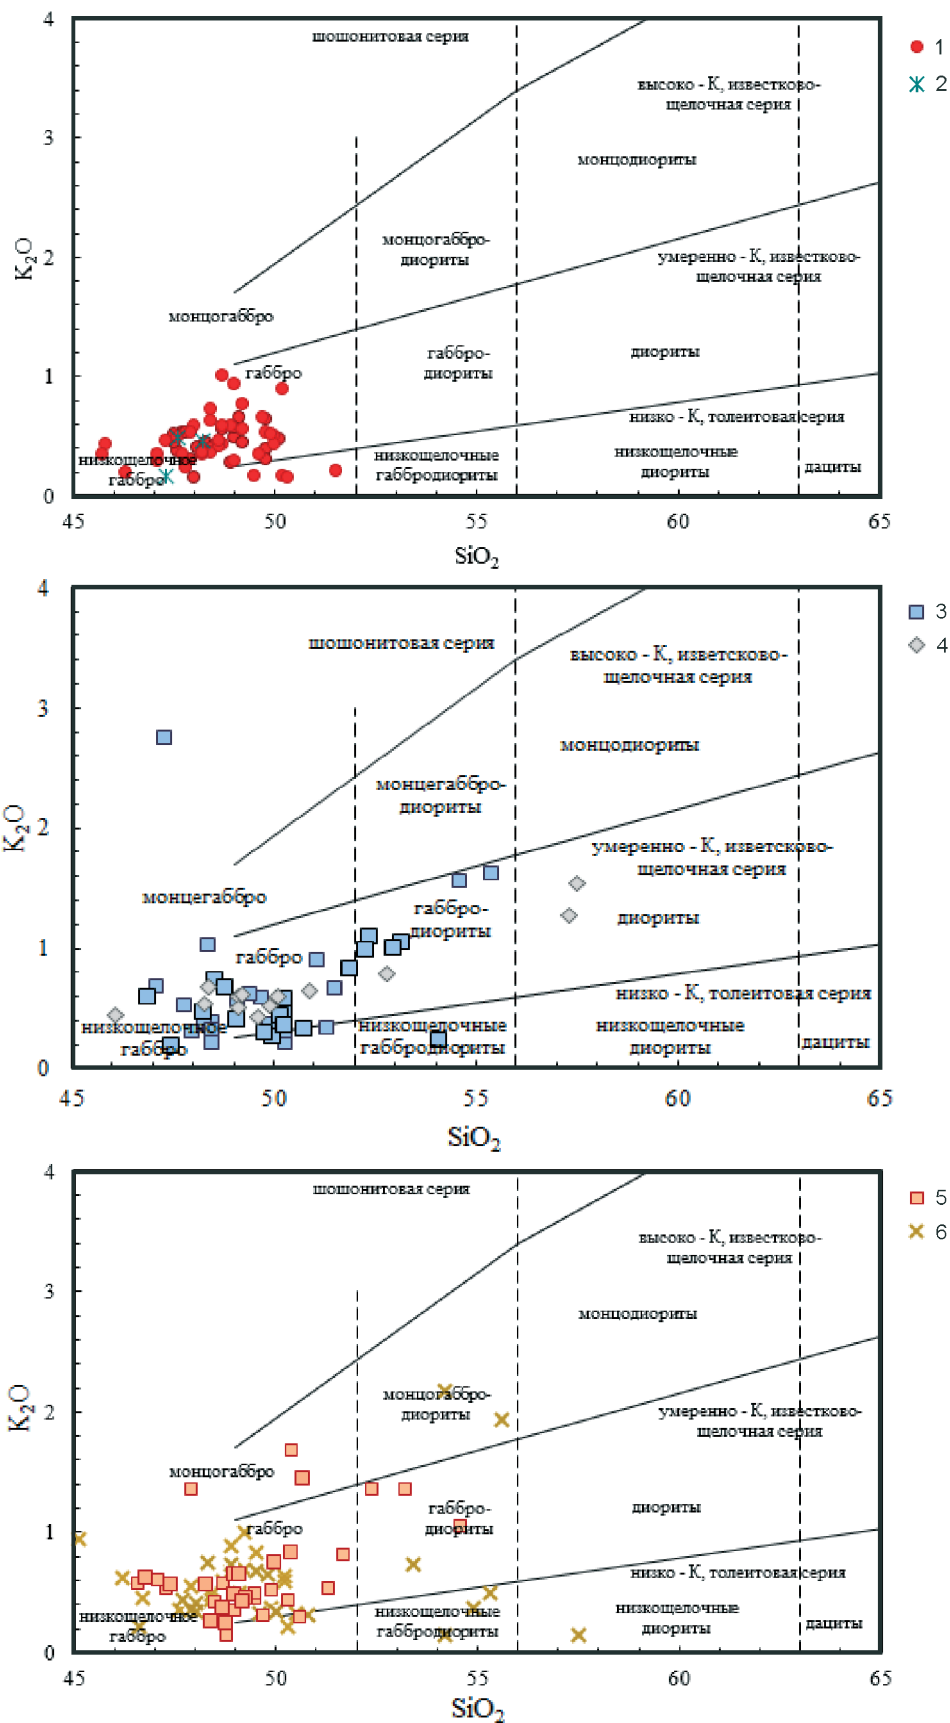 4
шошонитовая серия
1
2
высоко - К, известково-
щелочная серия
3
монцодиориты
монцогаббро-
диориты
умеренно - К, известково-
щелочная серия
K₂O
2
монцогаббро
габбро-
диориты
диориты
1
габбро
низко - К, толеитовая серия
низкощелочное
габбро
низкощелочные
габбродиориты
низкощелочные
диориты
дациты
0
45
50
55
60
65
SiO₂
4
3
4
шошонитовая серия
высоко - К, изветсково-
щелочная серия
3
монцодиориты
монцегаббро-
диориты
K₂O
2
умеренно - К, изветсково-
щелочная серия
монцегаббро
габбро-
диориты
диориты
1
габбро
низко - К, толеитовая серия
низкощелочное
габбро
низкощелочные
габбродиориты
низкощелочные
диориты
дациты
0
45
50
55
60
65
SiO₂
4
шошонитовая серия
5
6
высоко - К, известково-
щелочная серия
3
монцодиориты
монцогаббро-
диориты
умеренно - К, известково-
щелочная серия
K₂O
2
монцогаббро
габбро-
диориты
диориты
1
габбро
низко - К, толеитовая серия
низкощелочное
габбро
низкощелочные
габбродиориты
низкощелочные
диориты
дациты
0
45
50
55
60
65
SiO₂